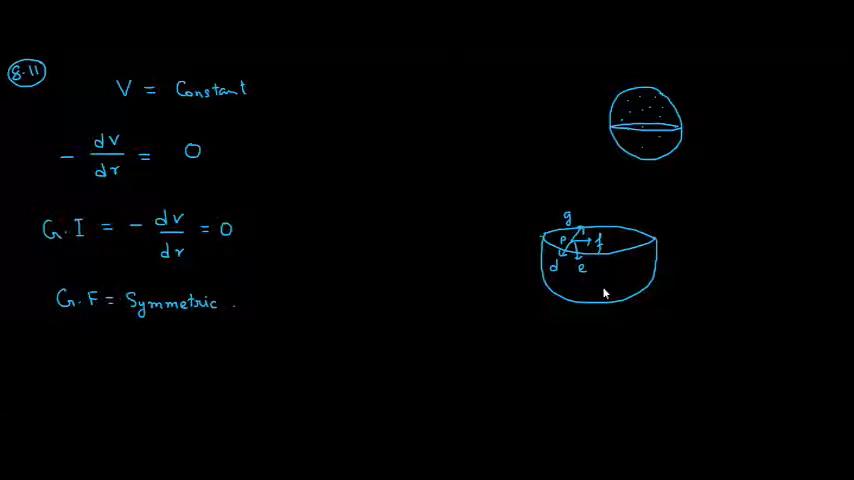 8.11
V = Constant
- dV/dr = 0
G.I = - dv/dr = 0
G.F = Symmetric .
g
P f
d e